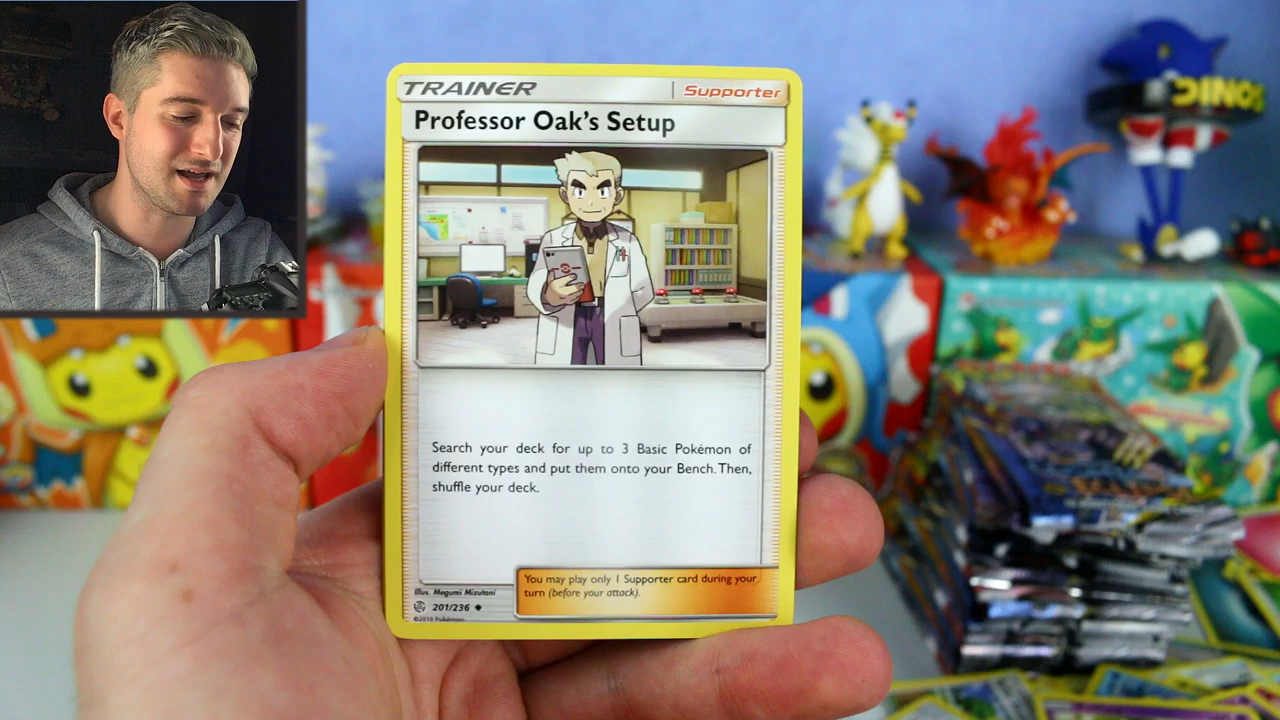 TRAINER
Supporter
Professor Oak's Setup
Search your deck for up to 3 Basic Pokémon of
different types and put them onto your Bench. Then,
shuffle your deck.
You may play only 1 Supporter card during your
turn (before your attack).
Illus. Megumi Mizutani
201/236
©2019 Pokémon